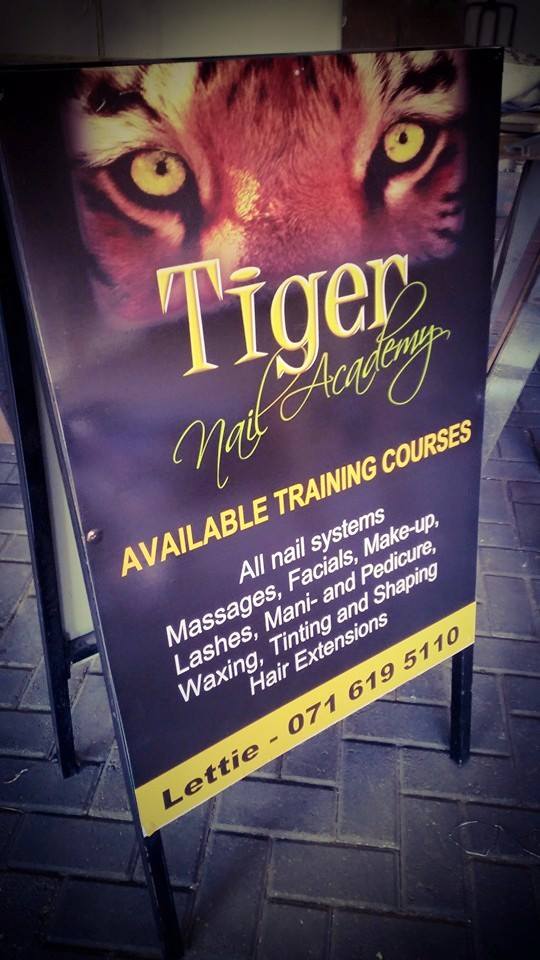 Tiger
Nail Academy
AVAILABLE TRAINING COURSES
All nail systems
Massages, Facials, Make-up,
Lashes, Mani- and Pedicure,
Waxing, Tinting and Shaping
Hair Extensions
Lettie - 071 619 5110